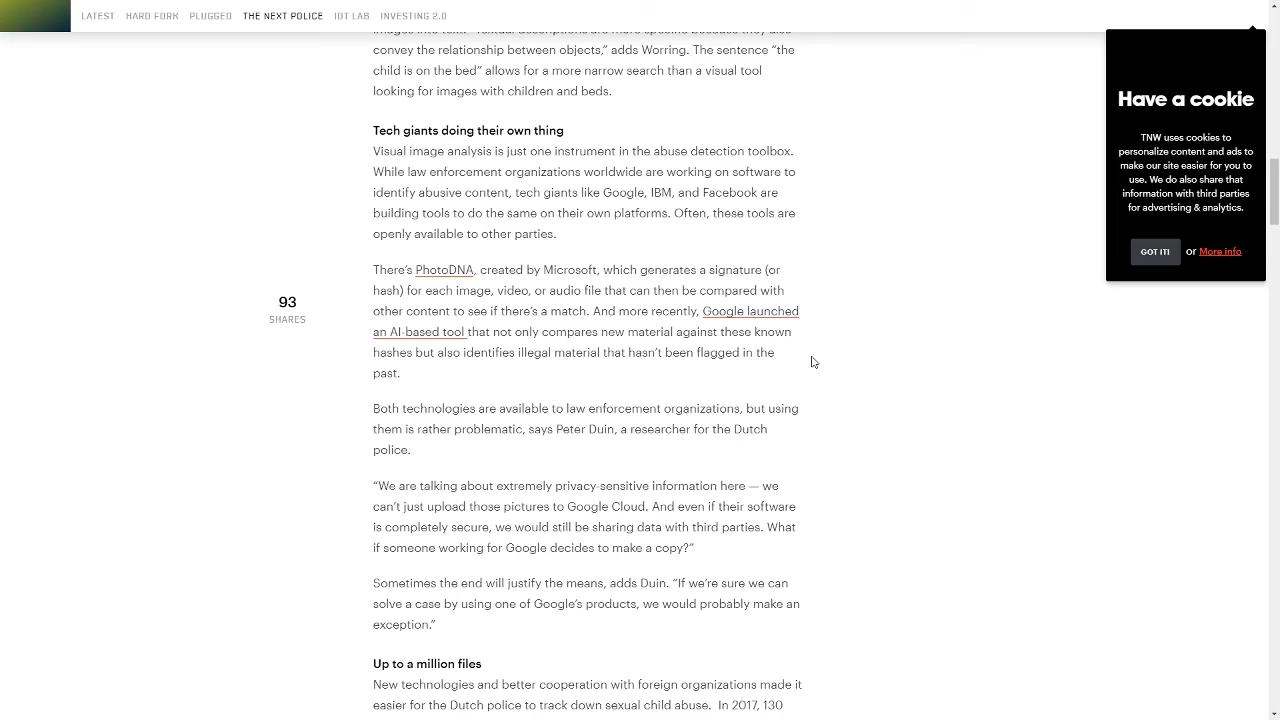 LATEST HARD FORK PLUGGED THE NEXT POLICE IOT LAB INVESTING 2.0
convey the relationship between objects,” adds Worring. The sentence “the
child is on the bed” allows for a more narrow search than a visual tool
looking for images with children and beds.
Tech giants doing their own thing
Visual image analysis is just one instrument in the abuse detection toolbox.
While law enforcement organizations worldwide are working on software to
identify abusive content, tech giants like Google, IBM, and Facebook are
building tools to do the same on their own platforms. Often, these tools are
openly available to other parties.
There’s PhotoDNA, created by Microsoft, which generates a signature (or
hash) for each image, video, or audio file that can then be compared with
other content to see if there’s a match. And more recently, Google launched
an AI-based tool that not only compares new material against these known
hashes but also identifies illegal material that hasn’t been flagged in the
past.
Both technologies are available to law enforcement organizations, but using
them is rather problematic, says Peter Duin, a researcher for the Dutch
police.
“We are talking about extremely privacy-sensitive information here — we
can’t just upload those pictures to Google Cloud. And even if their software
is completely secure, we would still be sharing data with third parties. What
if someone working for Google decides to make a copy?”
Sometimes the end will justify the means, adds Duin. “If we’re sure we can
solve a case by using one of Google’s products, we would probably make an
exception.”
Up to a million files
New technologies and better cooperation with foreign organizations made it
easier for the Dutch police to track down sexual child abuse. In 2017, 130
93
SHARES
Have a cookie
TNW uses cookies to
personalize content and ads to
make our site easier for you to
use. We do also share that
information with third parties
for advertising & analytics.
GOT IT! or More info